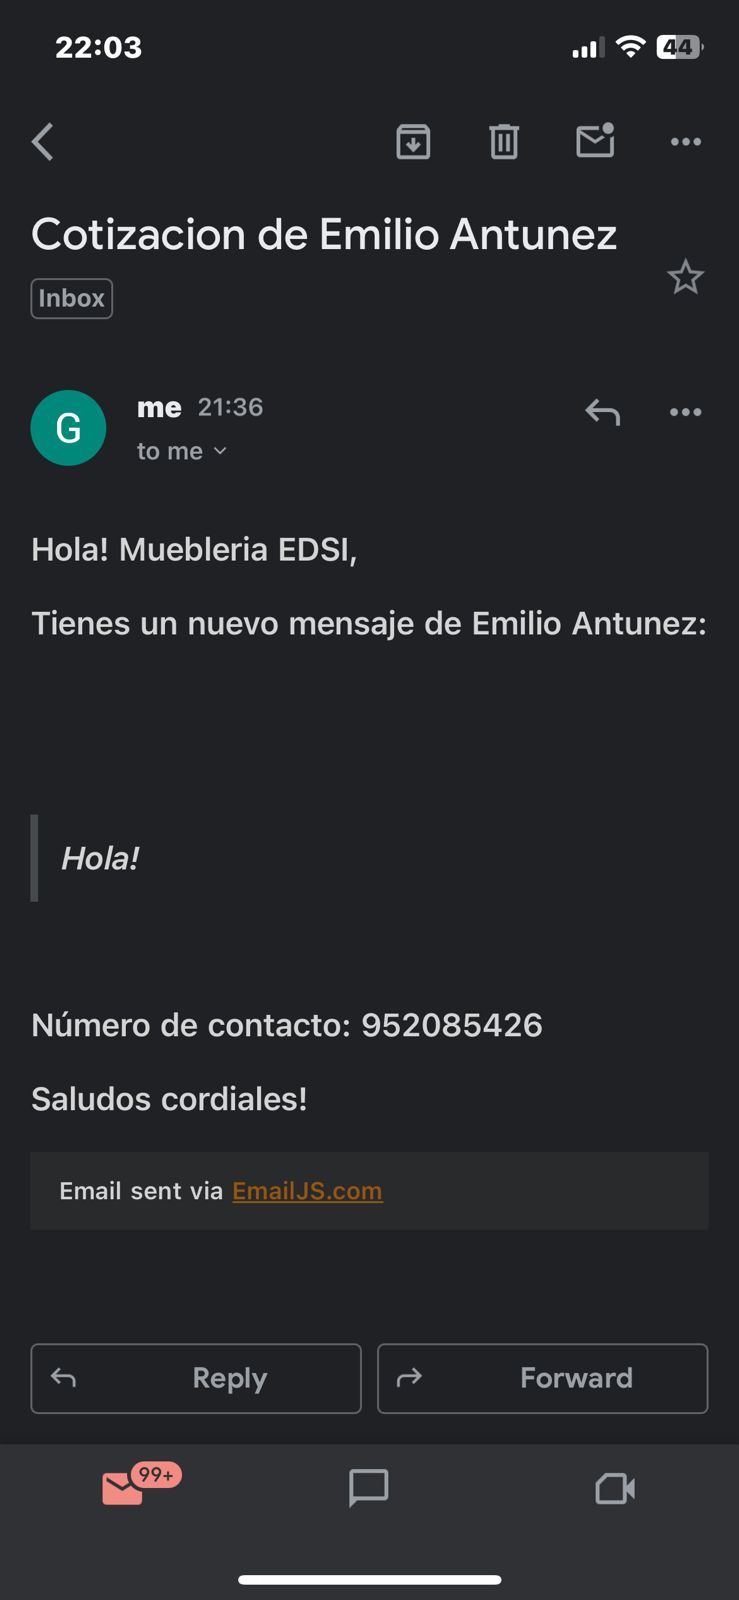 22:03
44
Cotizacion de Emilio Antunez
Inbox
G
me 21:36
to me
Hola! Muebleria EDSI,
Tienes un nuevo mensaje de Emilio Antunez:
Hola!
Número de contacto: 952085426
Saludos cordiales!
Email sent via EmailJS.com
Reply
Forward
99+